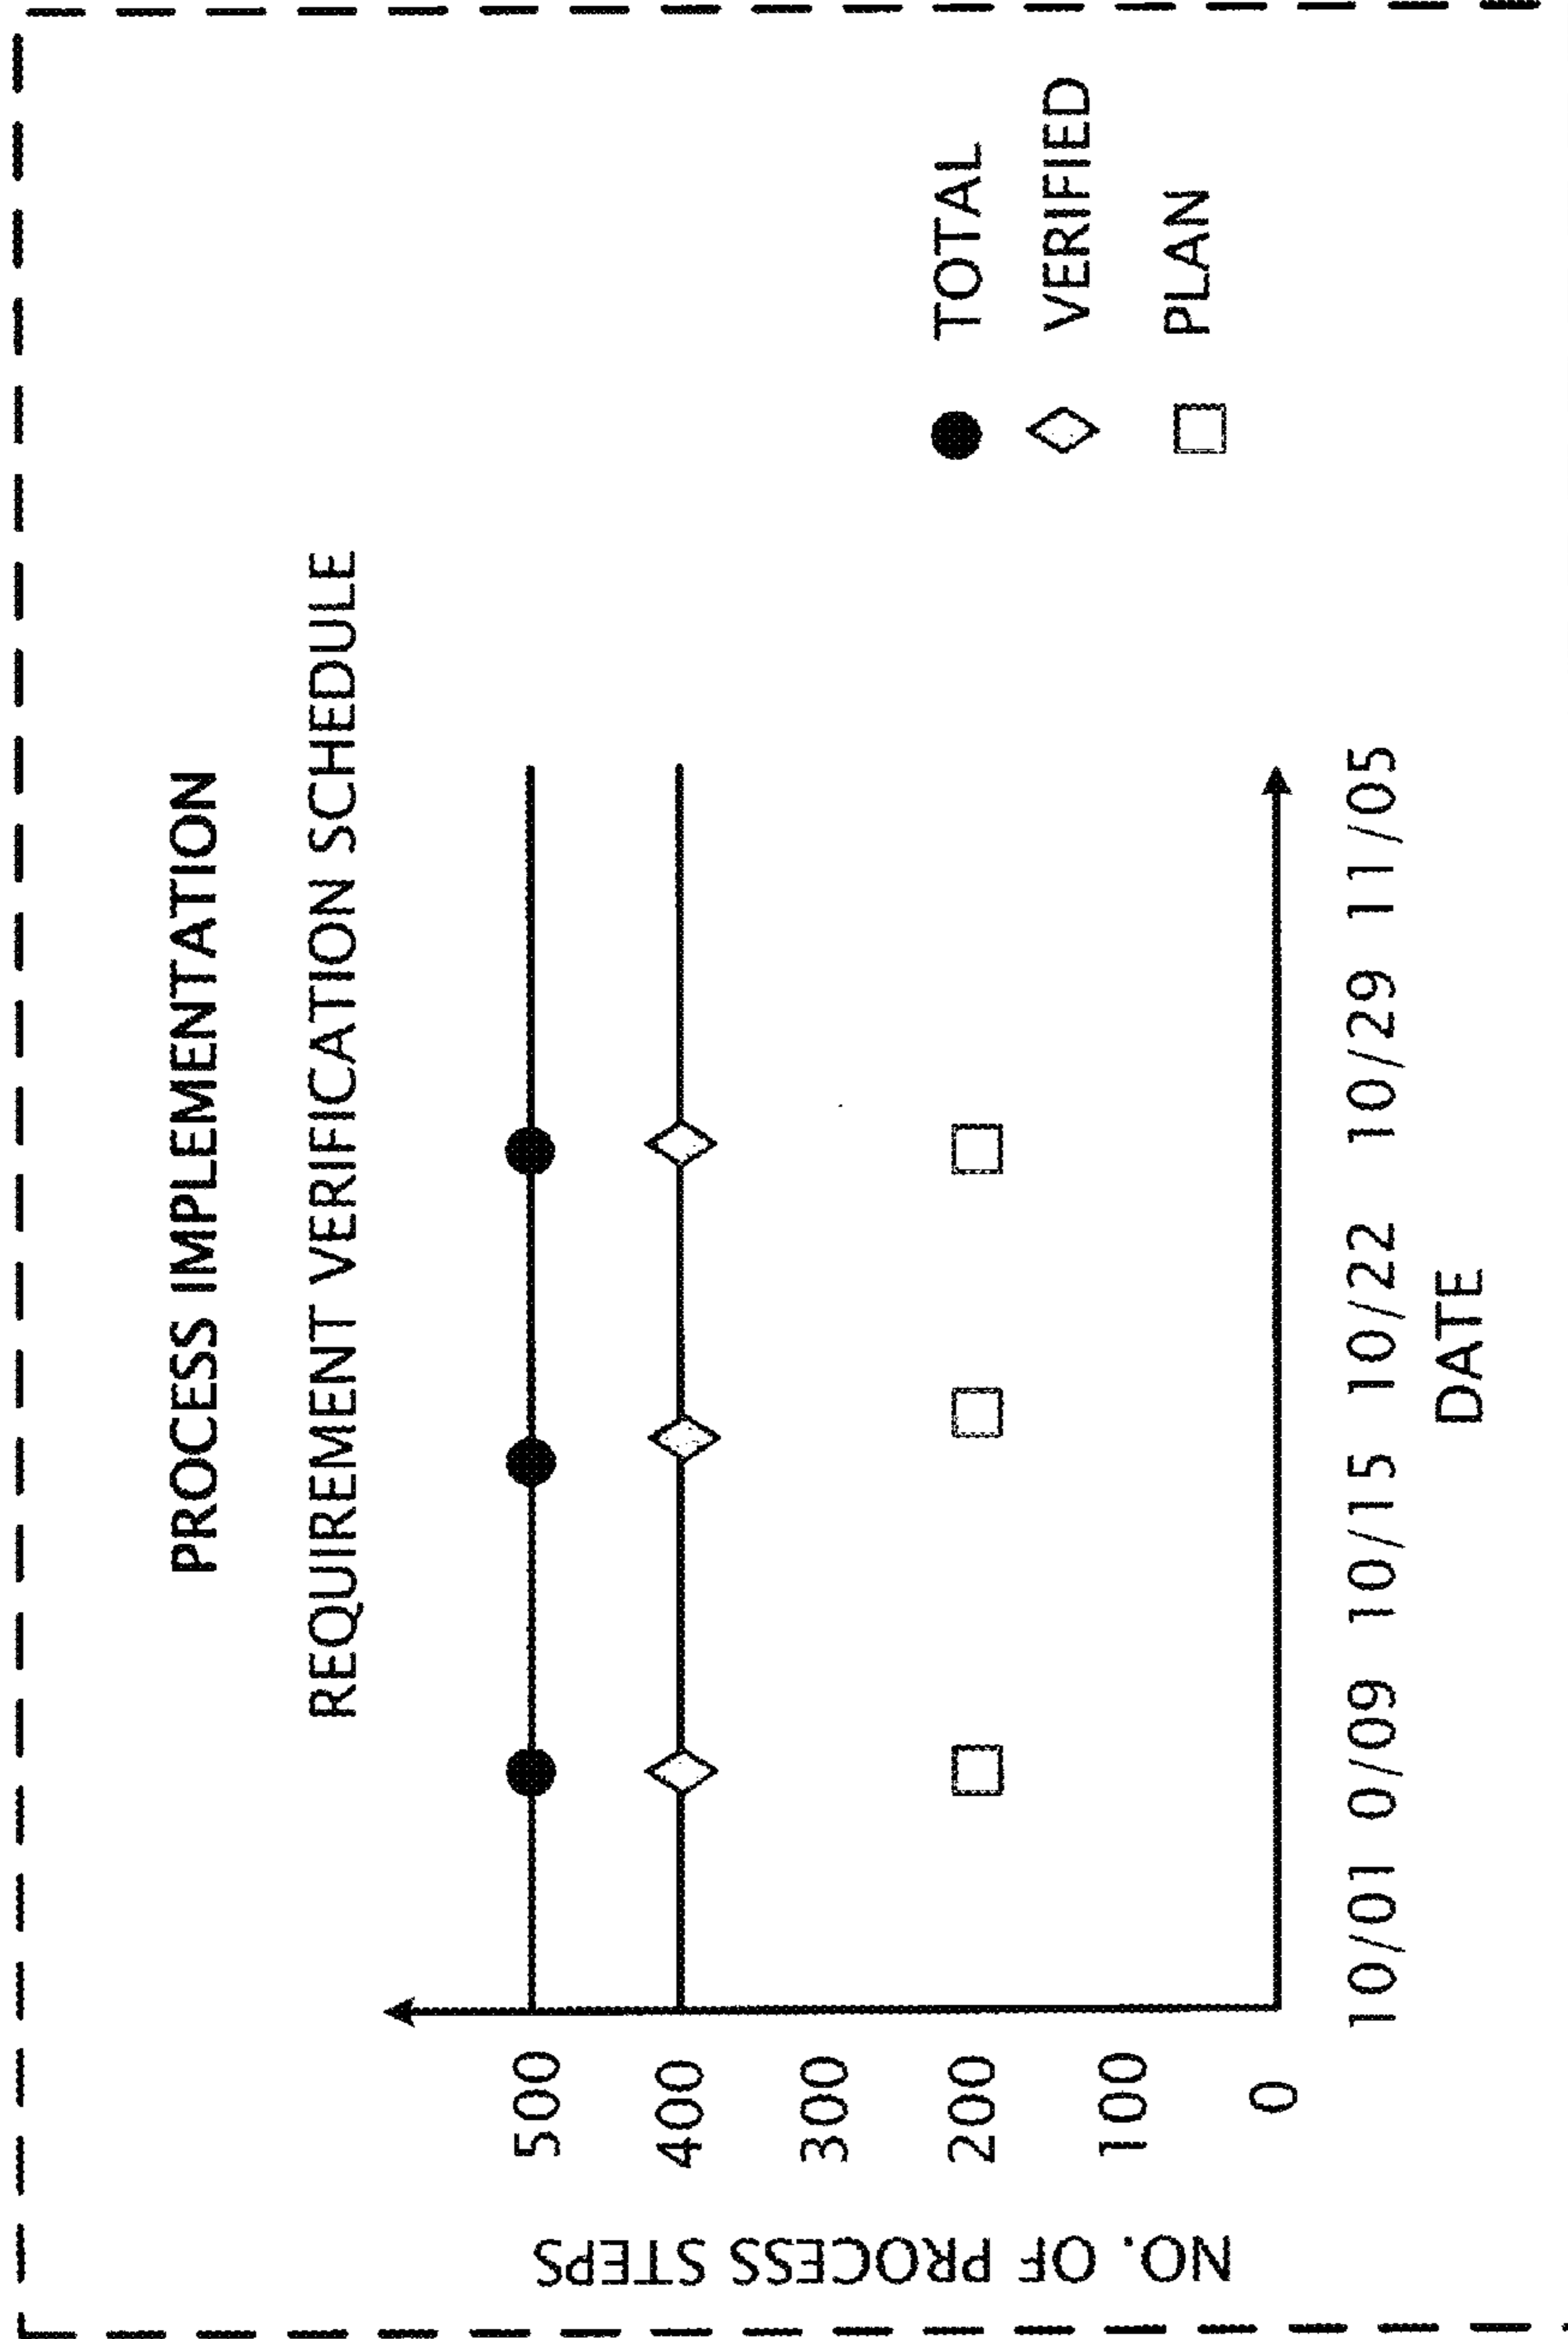 PROCESS IMPLEMENTATION
REQUIREMENT VERIFICATION SCHEDULE
NO. OF PROCESS STEPS
500
400
300
200
100
0
10/01 0/09 10/15 10/22 10/29 11/05
DATE
TOTAL
VERIFIED
PLAN